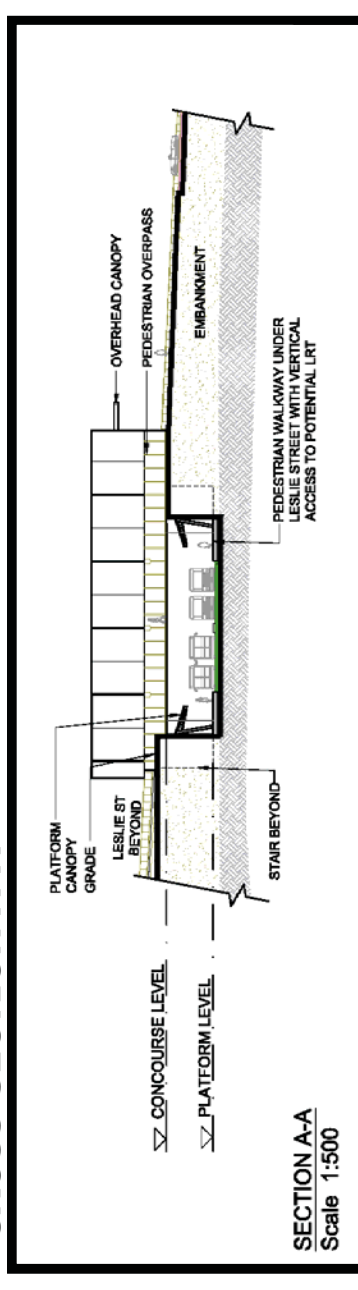 OVERHEAD CANOPY
PEDESTRIAN OVERPASS
PLATFORM
CANOPY
GRADE
LESLIE ST
BEYOND
EMBANKMENT
CONCOURSE LEVEL
PLATFORM LEVEL
STAIR BEYOND
PEDESTRIAN WALKWAY UNDER
LESLIE STREET WITH VERTICAL
ACCESS TO POTENTIAL LRT
SECTION A-A
Scale 1:500